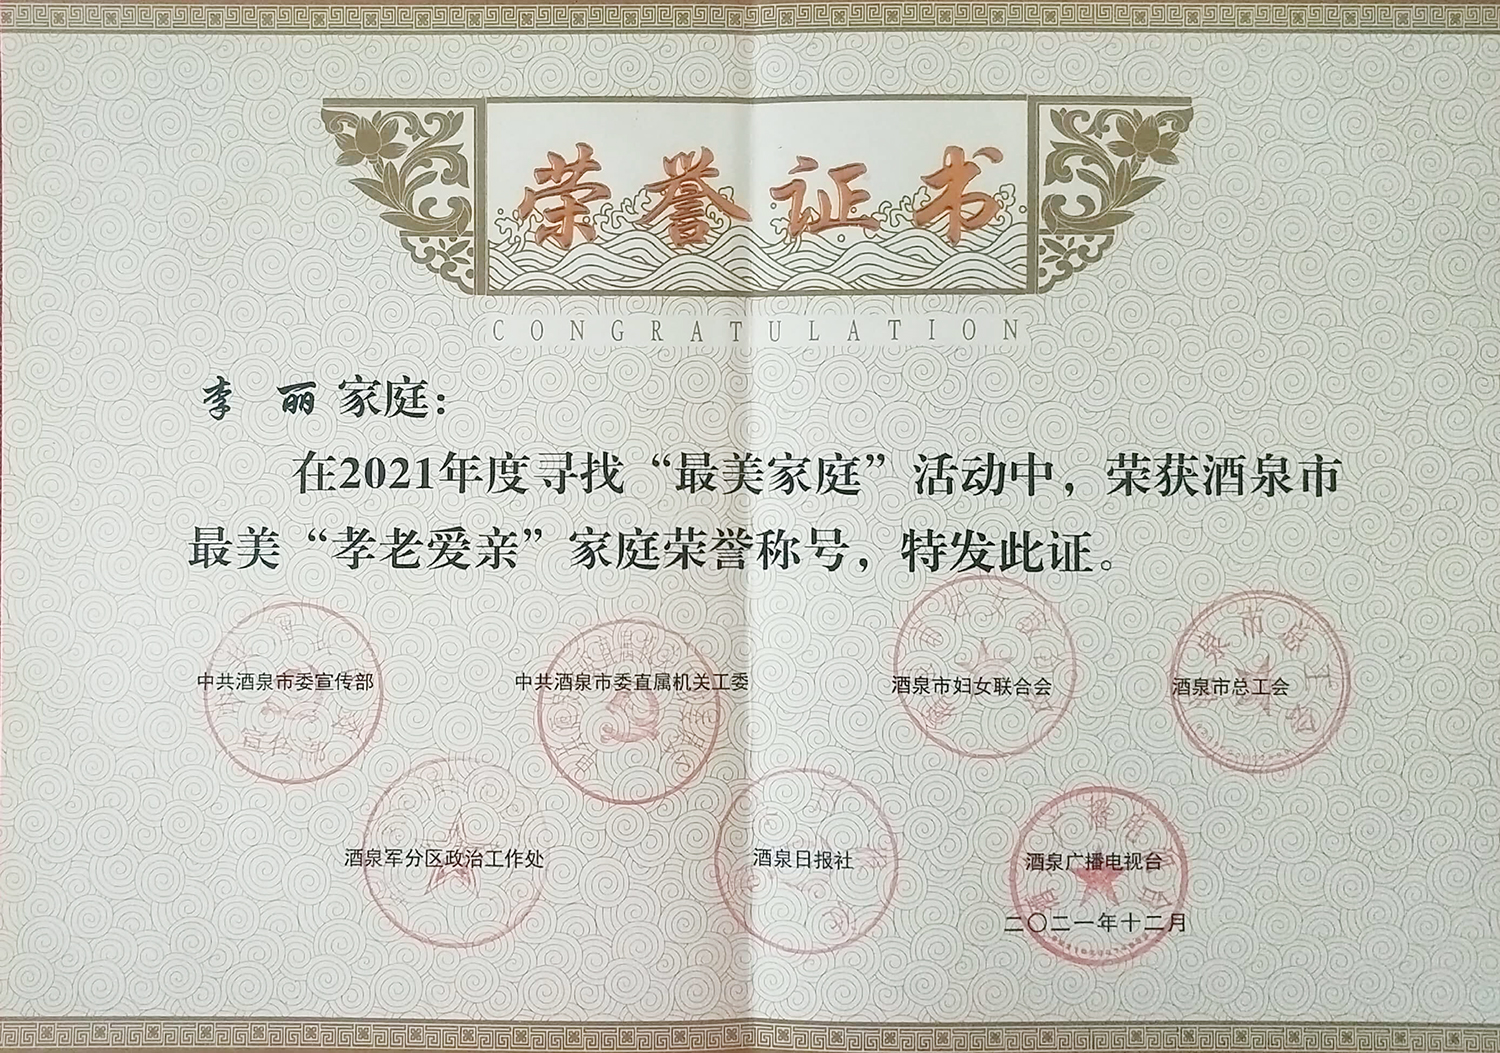 荣誉证书
CONGRATULATION
李 丽 家庭：
在2021年度寻找“最美家庭”活动中，荣获酒泉市
最美“孝老爱亲”家庭荣誉称号，特发此证。
中共酒泉市委宣传部 中共酒泉市委直属机关工委 酒泉市妇女联合会 酒泉市总工会
酒泉军分区政治工作处 酒泉日报社 酒泉广播电视台
二〇二一年十二月